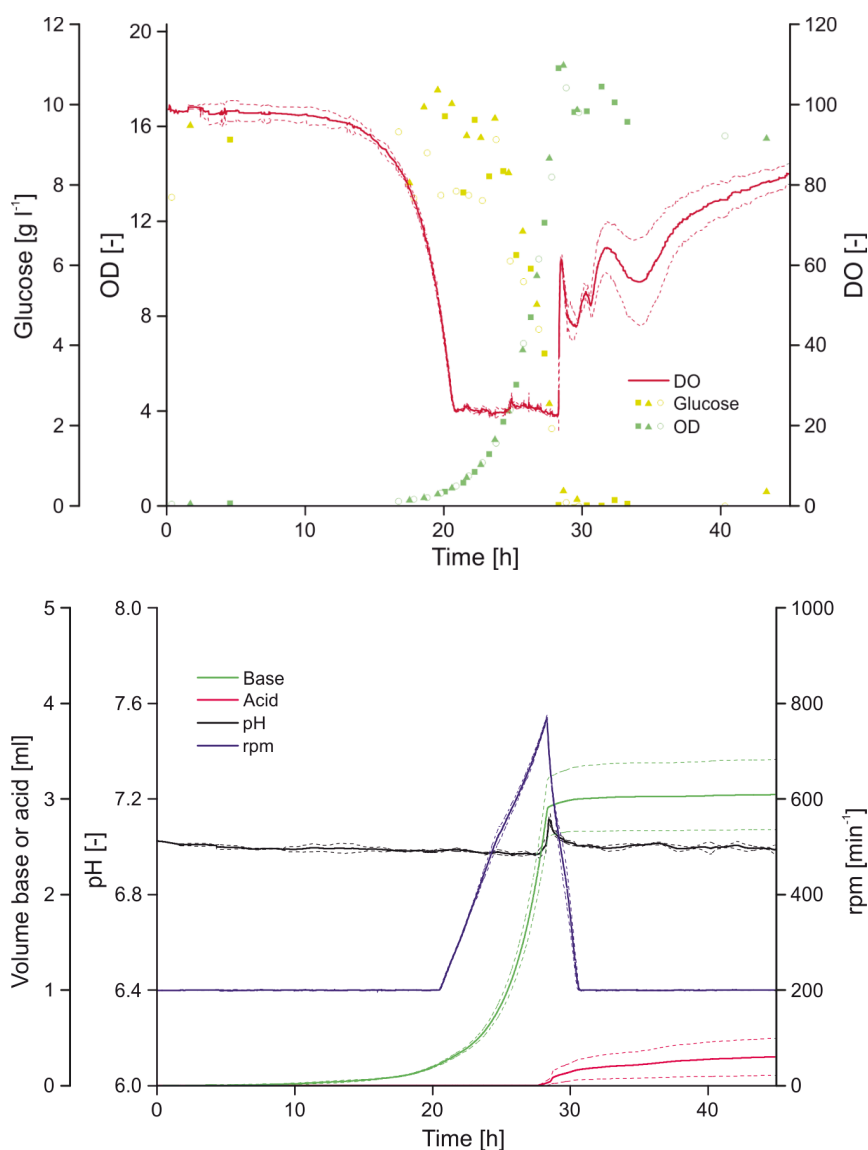 Glucose [g l⁻¹]
12
10
8
6
4
2
0
OD [-]
20
16
12
8
4
0
DO [-]
120
100
80
60
40
20
0
DO
Glucose
OD
0 10 20 30 40
Time [h]
Volume base or acid [ml]
5
4
3
2
1
0
pH [-]
8.0
7.6
7.2
6.8
6.4
6.0
rpm [min⁻¹]
1000
800
600
400
200
0
Base
Acid
pH
rpm
0 10 20 30 40
Time [h]